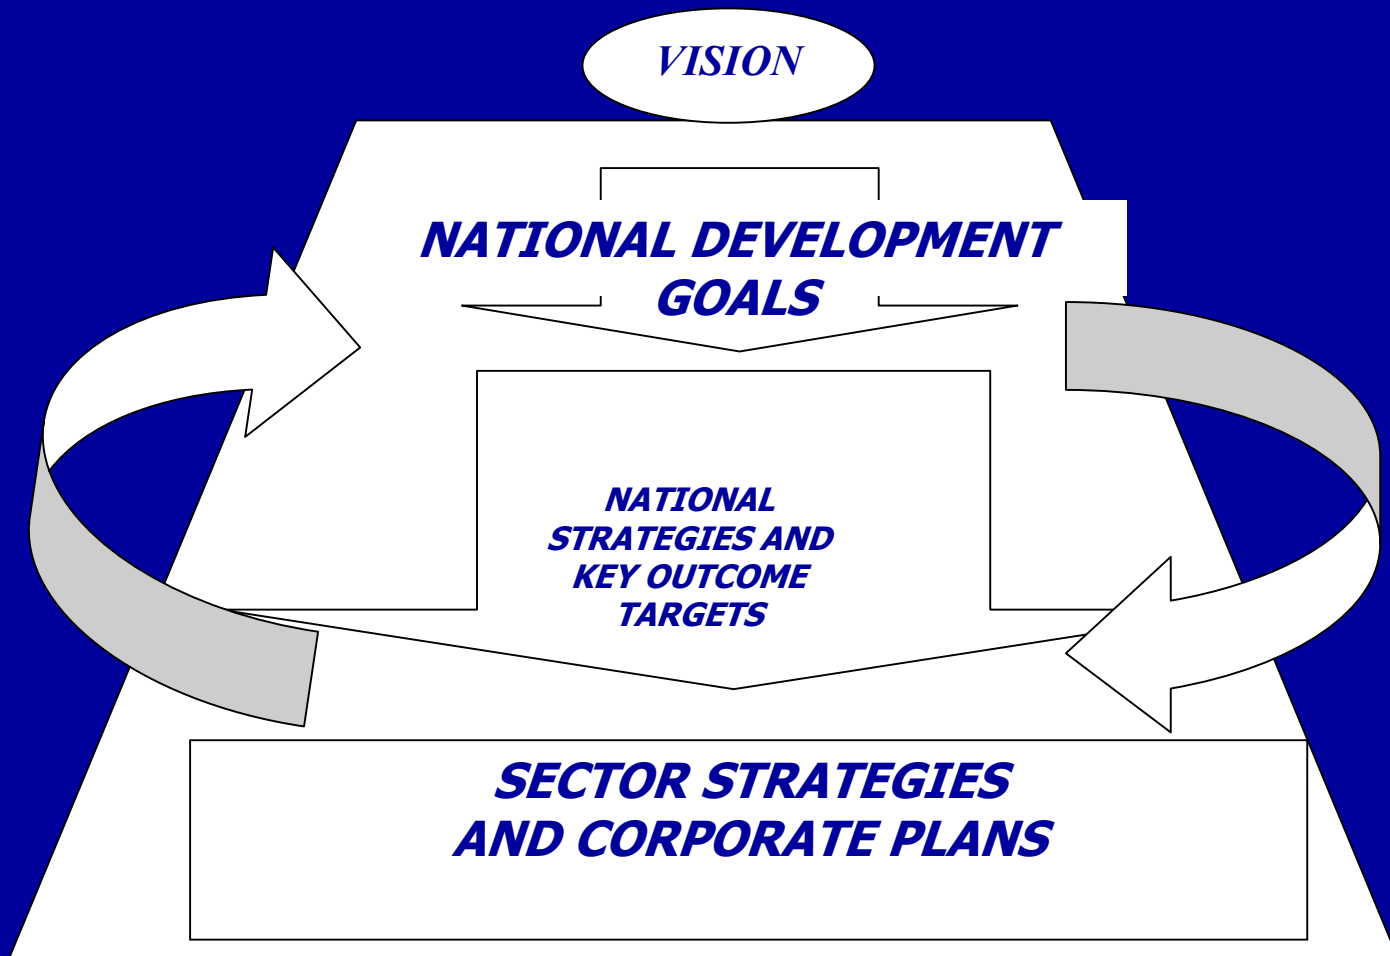 VISION
NATIONAL DEVELOPMENT
GOALS
NATIONAL
STRATEGIES AND
KEY OUTCOME
TARGETS
SECTOR STRATEGIES
AND CORPORATE PLANS